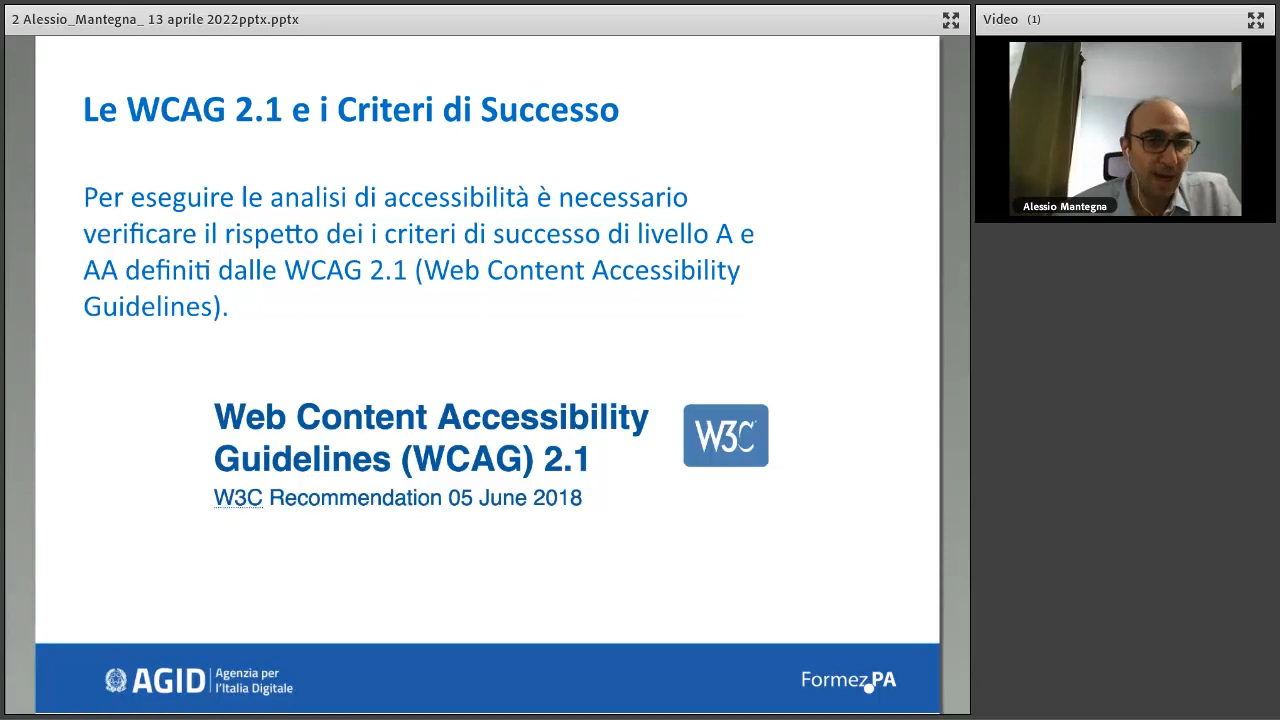 2 Alessio_Mantegna_ 13 aprile 2022pptx.pptx
Video (1)
Alessio Mantegna
Le WCAG 2.1 e i Criteri di Successo
Per eseguire le analisi di accessibilità è necessario
verificare il rispetto dei i criteri di successo di livello A e
AA definiti dalle WCAG 2.1 (Web Content Accessibility
Guidelines).
Web Content Accessibility
Guidelines (WCAG) 2.1
W3C Recommendation 05 June 2018
W3C
AGID
Agenzia per
l'Italia Digitale
Formez PA